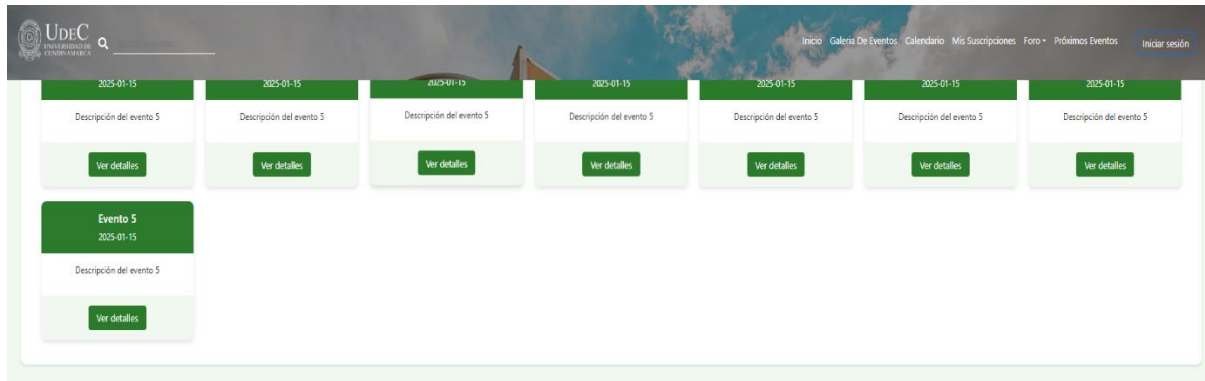 UDEC
UNIVERSIDAD DE
CUNDINAMARCA
Inicio Galeria De Eventos Calendario Mis Suscripciones Foro Próximos Eventos Iniciar sesión
2025-01-15 2025-01-15 2025-01-15 2025-01-15 2025-01-15 2025-01-15 2025-01-15
Descripción del evento 5 Descripción del evento 5 Descripción del evento 5 Descripción del evento 5 Descripción del evento 5 Descripción del evento 5 Descripción del evento 5
Ver detalles Ver detalles Ver detalles Ver detalles Ver detalles Ver detalles Ver detalles
Evento 5
2025-01-15
Descripción del evento 5
Ver detalles